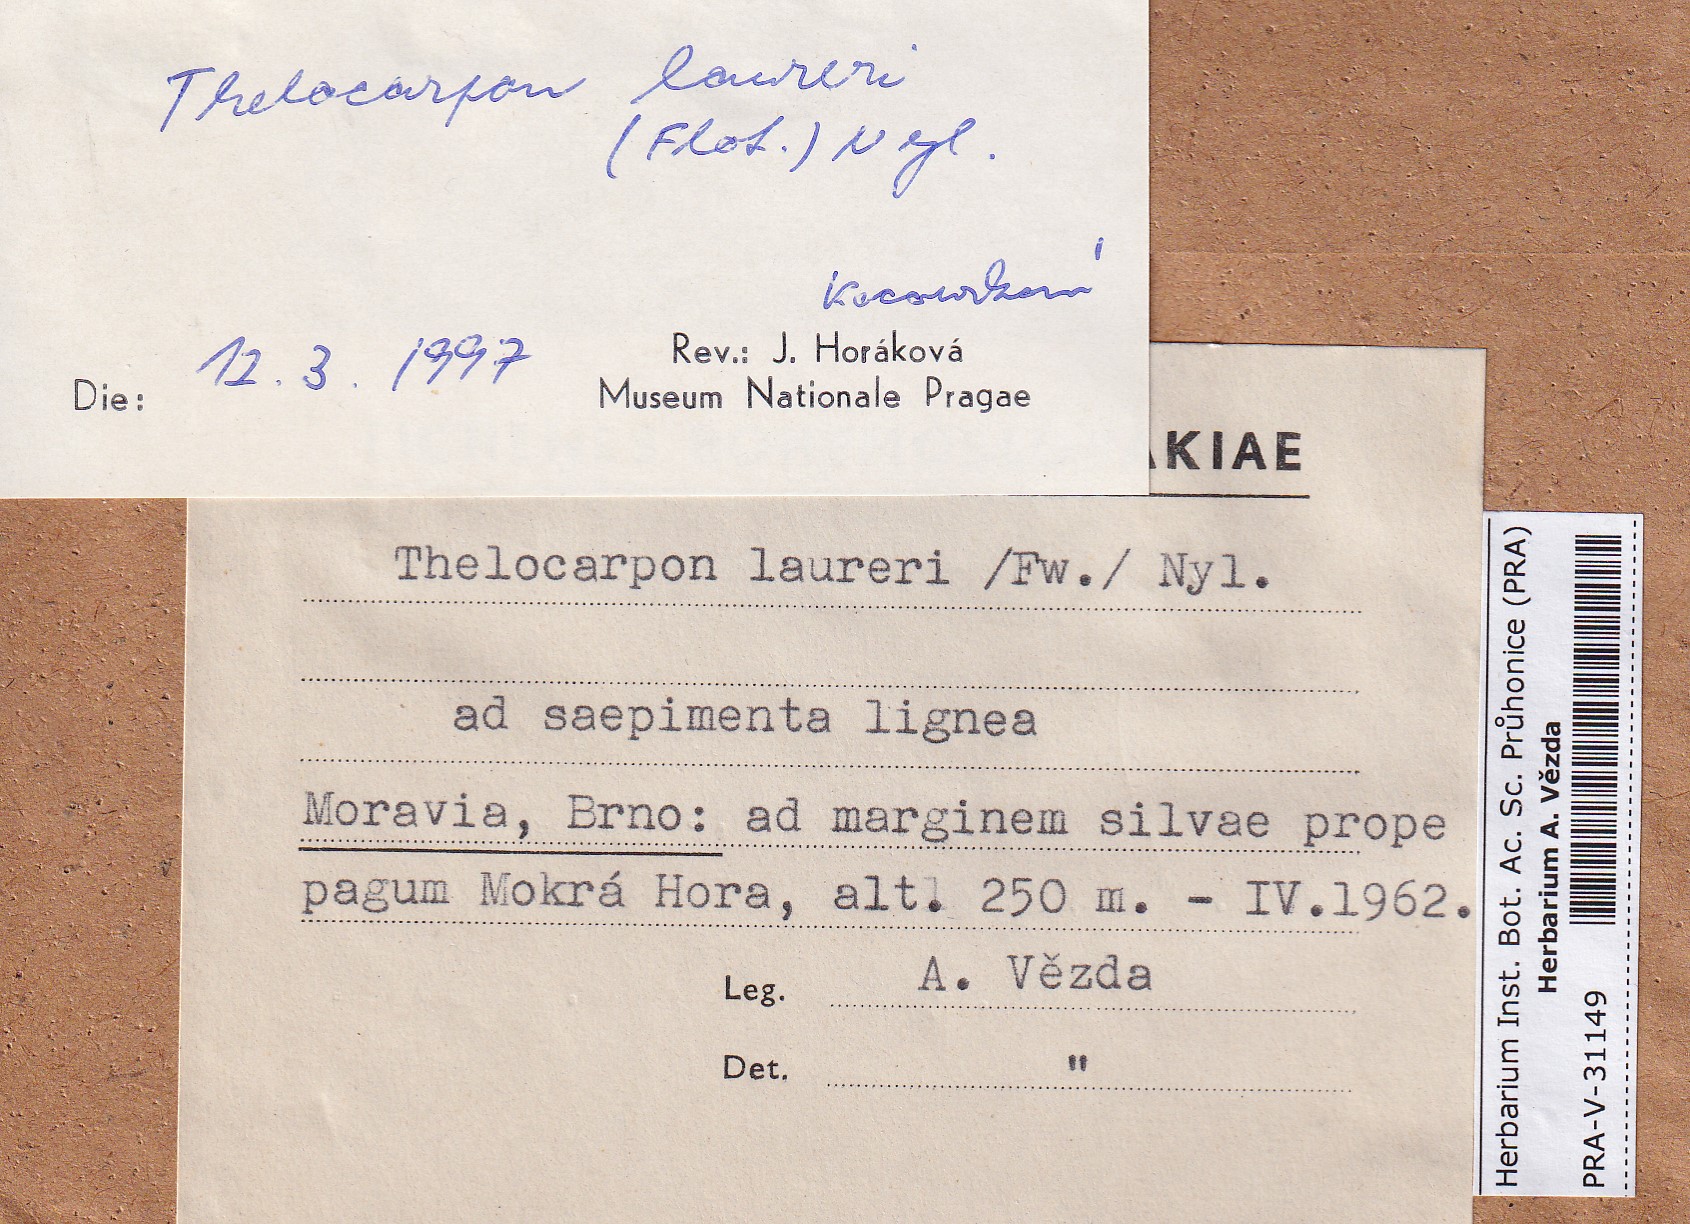 Thelocarpon laureri
(Flot.) Nyl.
Kocourková
Die: 12. 3. 1997
Rev.: J. Horáková
Museum Nationale Pragae
AKIAE
Thelocarpon laureri /Fw./ Nyl.
ad saepimenta lignea
Moravia, Brno: ad marginem silvae prope
pagum Mokrá Hora, alt. 250 m. - IV.1962.
Leg. A. Vězda
Det. "
Herbarium Inst. Bot. Ac. Sc. Průhonice (PRA)
Herbarium A. Vězda
PRA-V-31149